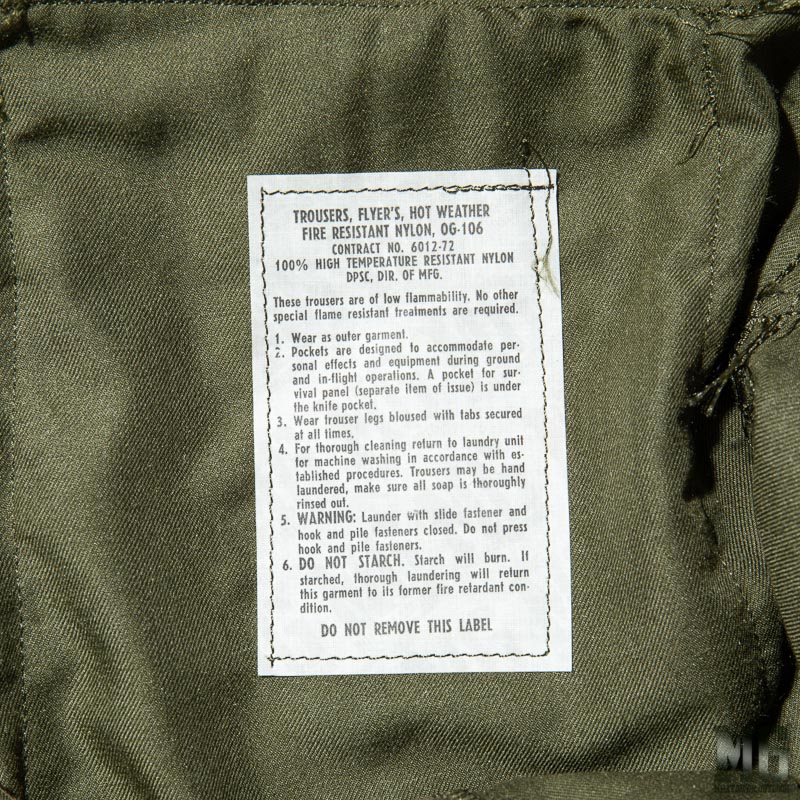 TROUSERS, FLYER'S, HOT WEATHER
FIRE RESISTANT NYLON, OG-106
CONTRACT NO. 6012-72
100% HIGH TEMPERATURE RESISTANT NYLON
DPSC, DIR. OF MFG.
These trousers are of low flammability. No other
special flame resistant treatments are required.
1. Wear as outer garment.
2. Pockets are designed to accommodate per-
sonal effects and equipment during ground
and in-flight operations. A pocket for sur-
vival panel (separate item of issue) is under
the knife pocket.
3. Wear trouser legs bloused with tabs secured
at all times.
4. For thorough cleaning return to laundry unit
for machine washing in accordance with es-
tablished procedures. Trousers may be hand
laundered, make sure all soap is thoroughly
rinsed out.
5. WARNING: Launder with slide fastener and
hook and pile fasteners closed. Do not press
hook and pile fasteners.
6. DO NOT STARCH. Starch will burn. If
starched, thorough laundering will return
this garment to its former fire retardant con-
dition.
DO NOT REMOVE THIS LABEL